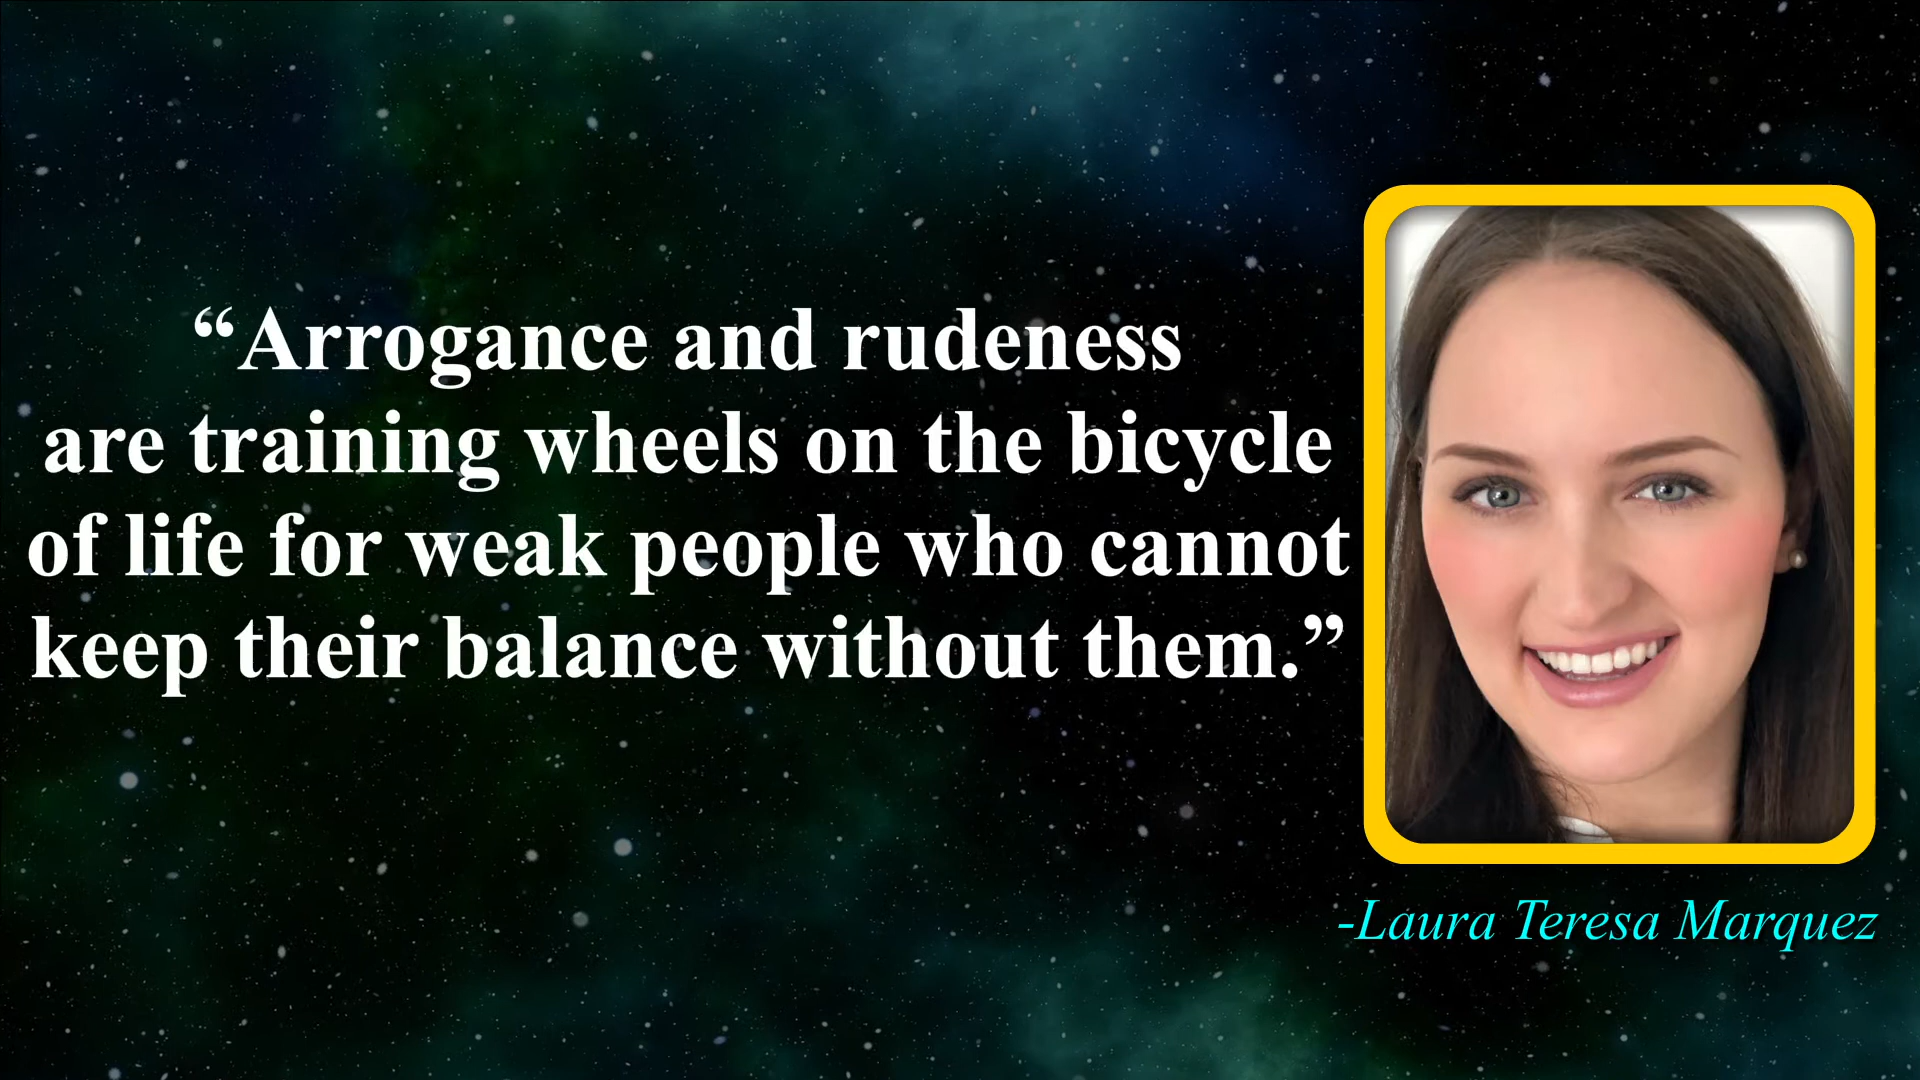 “Arrogance and rudeness
are training wheels on the bicycle
of life for weak people who cannot
keep their balance without them.”
-Laura Teresa Marquez